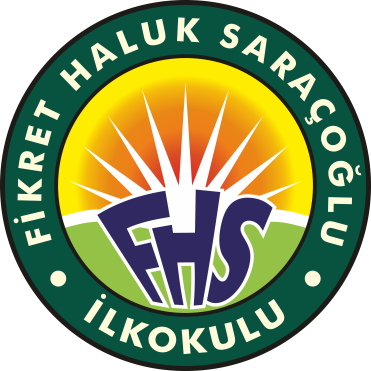 FİKRET HALUK SARAÇOĞLU
FHS
• İLKOKULU •